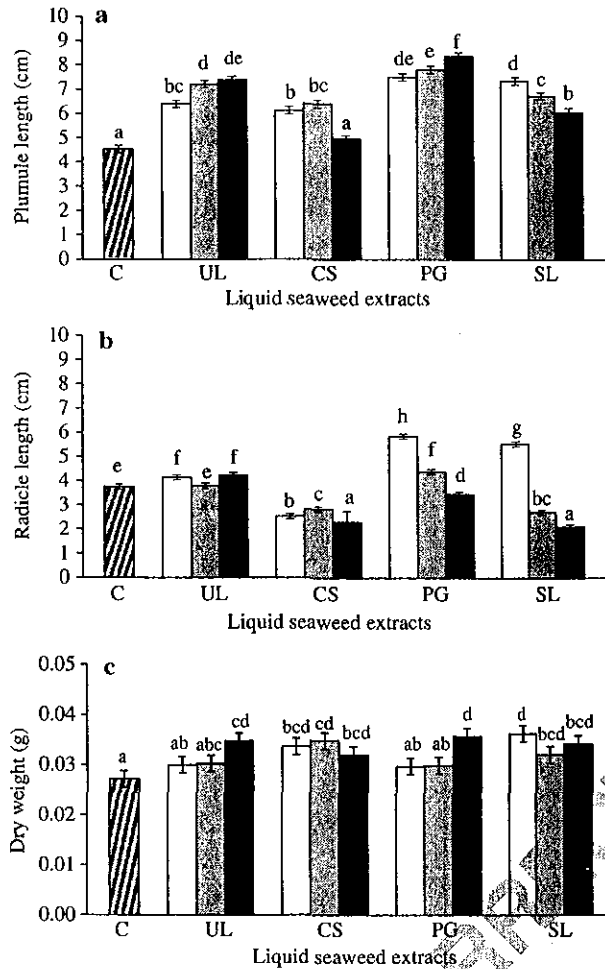 a
10
9
8
7
6
5
4
3
2
1
0
Plumule length (cm)
a
bc d de
b bc a
de e f
d c b
C UL CS PG SL
Liquid seaweed extracts
b
10
9
8
7
6
5
4
3
2
1
0
Radicle length (cm)
e
f e f
b c a
h f d
g bc a
C UL CS PG SL
Liquid seaweed extracts
c
0.05
0.04
0.03
0.02
0.01
0.00
Dry weight (g)
a
ab abc cd
bcd cd bcd
ab ab d
d bcd bcd
C UL CS PG SL
Liquid seaweed extracts